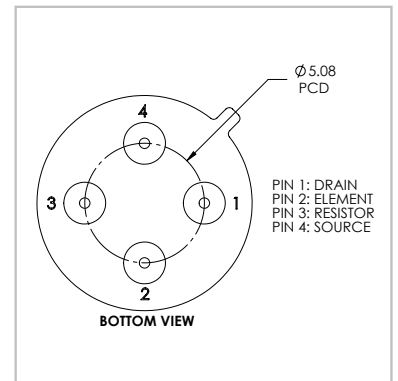 Ø5.08
PCD
4
3
1
2
PIN 1: DRAIN
PIN 2: ELEMENT
PIN 3: RESISTOR
PIN 4: SOURCE
BOTTOM VIEW